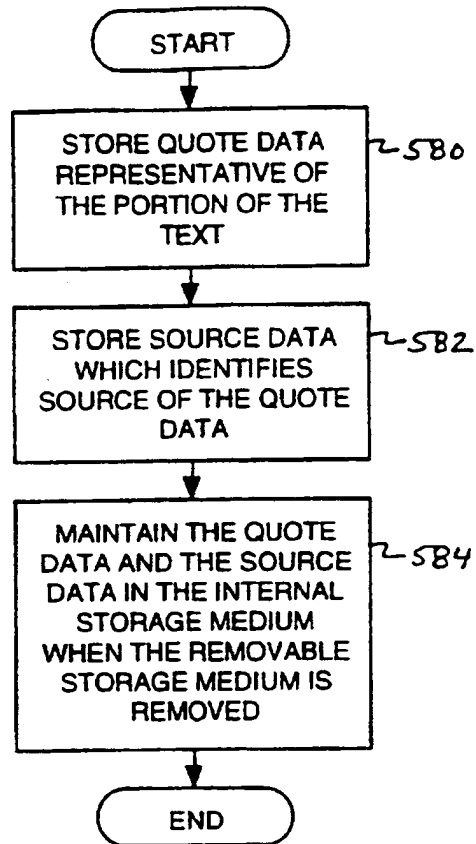 START
STORE QUOTE DATA
REPRESENTATIVE OF
THE PORTION OF THE
TEXT
580
STORE SOURCE DATA
WHICH IDENTIFIES
SOURCE OF THE QUOTE
DATA
582
MAINTAIN THE QUOTE
DATA AND THE SOURCE
DATA IN THE INTERNAL
STORAGE MEDIUM
WHEN THE REMOVABLE
STORAGE MEDIUM IS
REMOVED
584
END